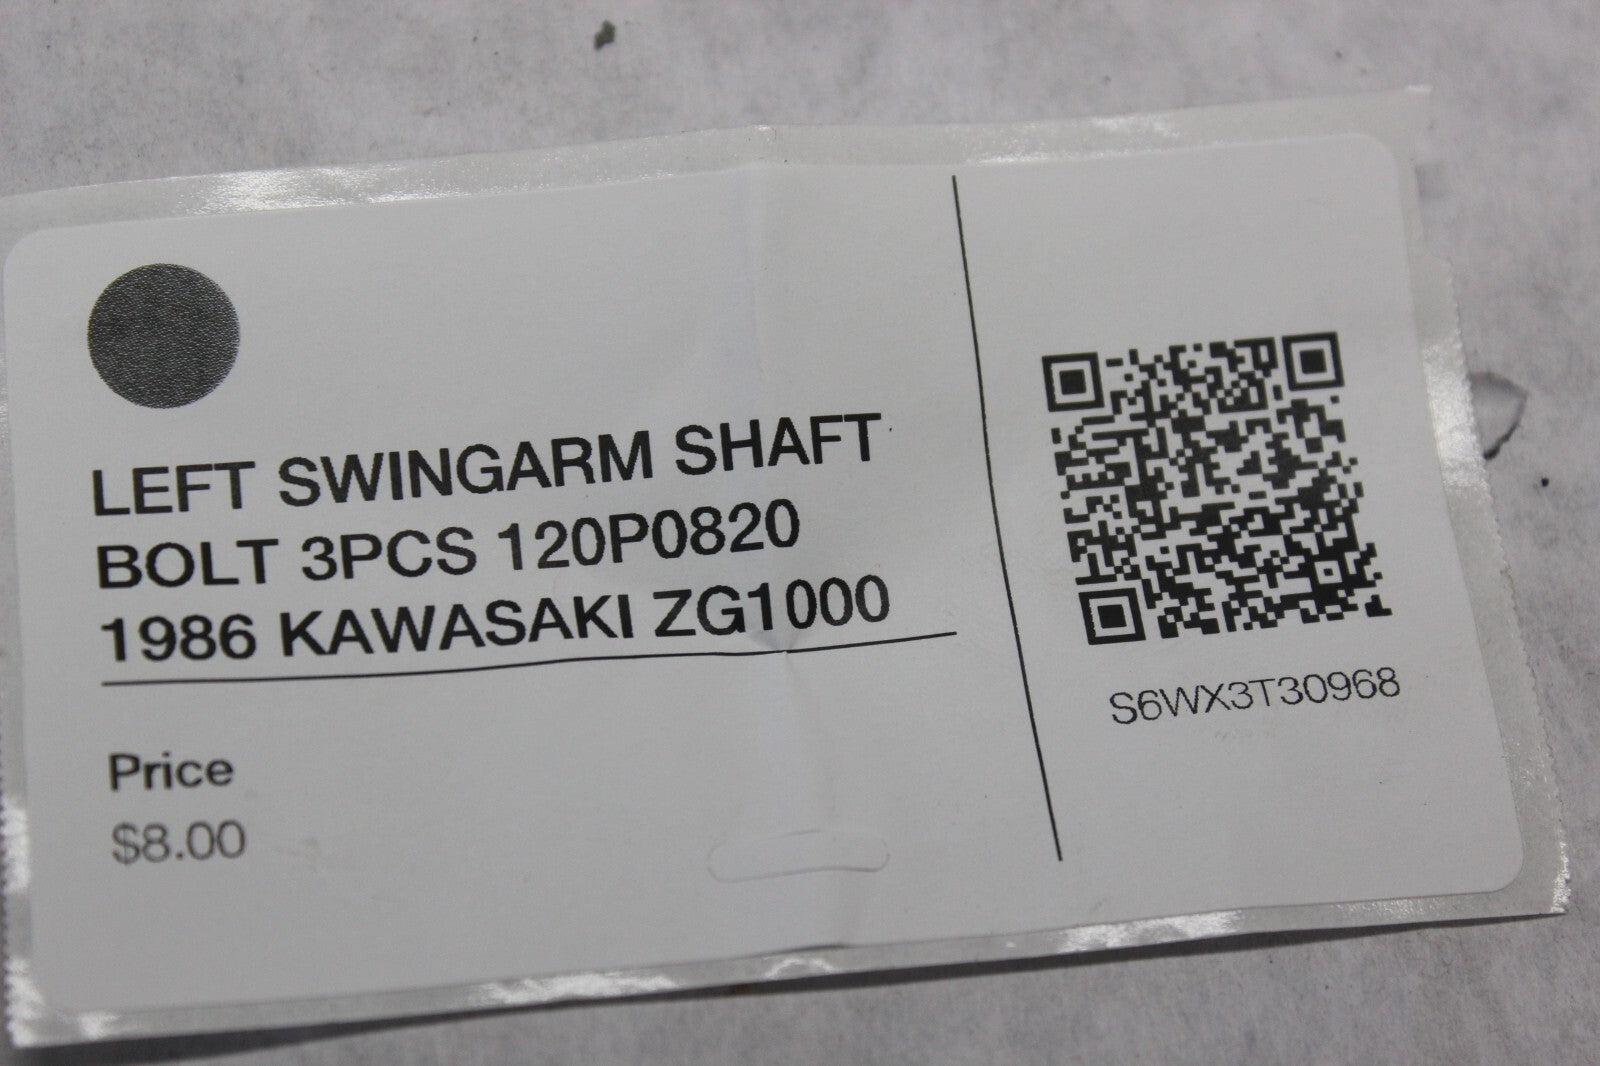 LEFT SWINGARM SHAFT
BOLT 3PCS 120P0820
1986 KAWASAKI ZG1000
Price
$8.00
S6WX3T30968